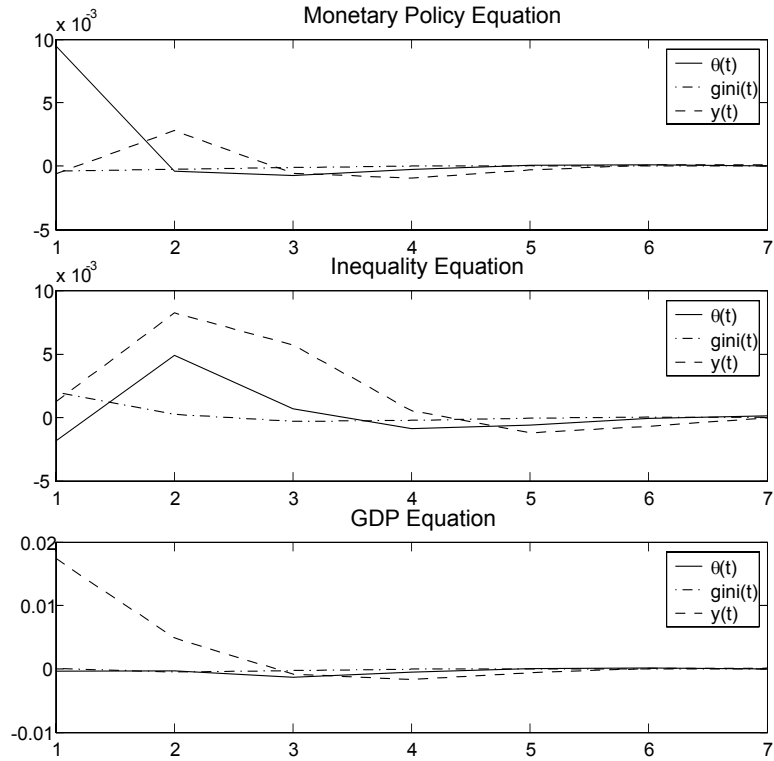 Monetary Policy Equation
x 10-3
10
5
0
-5
1 2 3 4 5 6 7
θ(t)
gini(t)
y(t)
Inequality Equation
x 10-3
10
5
0
-5
1 2 3 4 5 6 7
θ(t)
gini(t)
y(t)
GDP Equation
0.02
0.01
0
-0.01
1 2 3 4 5 6 7
θ(t)
gini(t)
y(t)